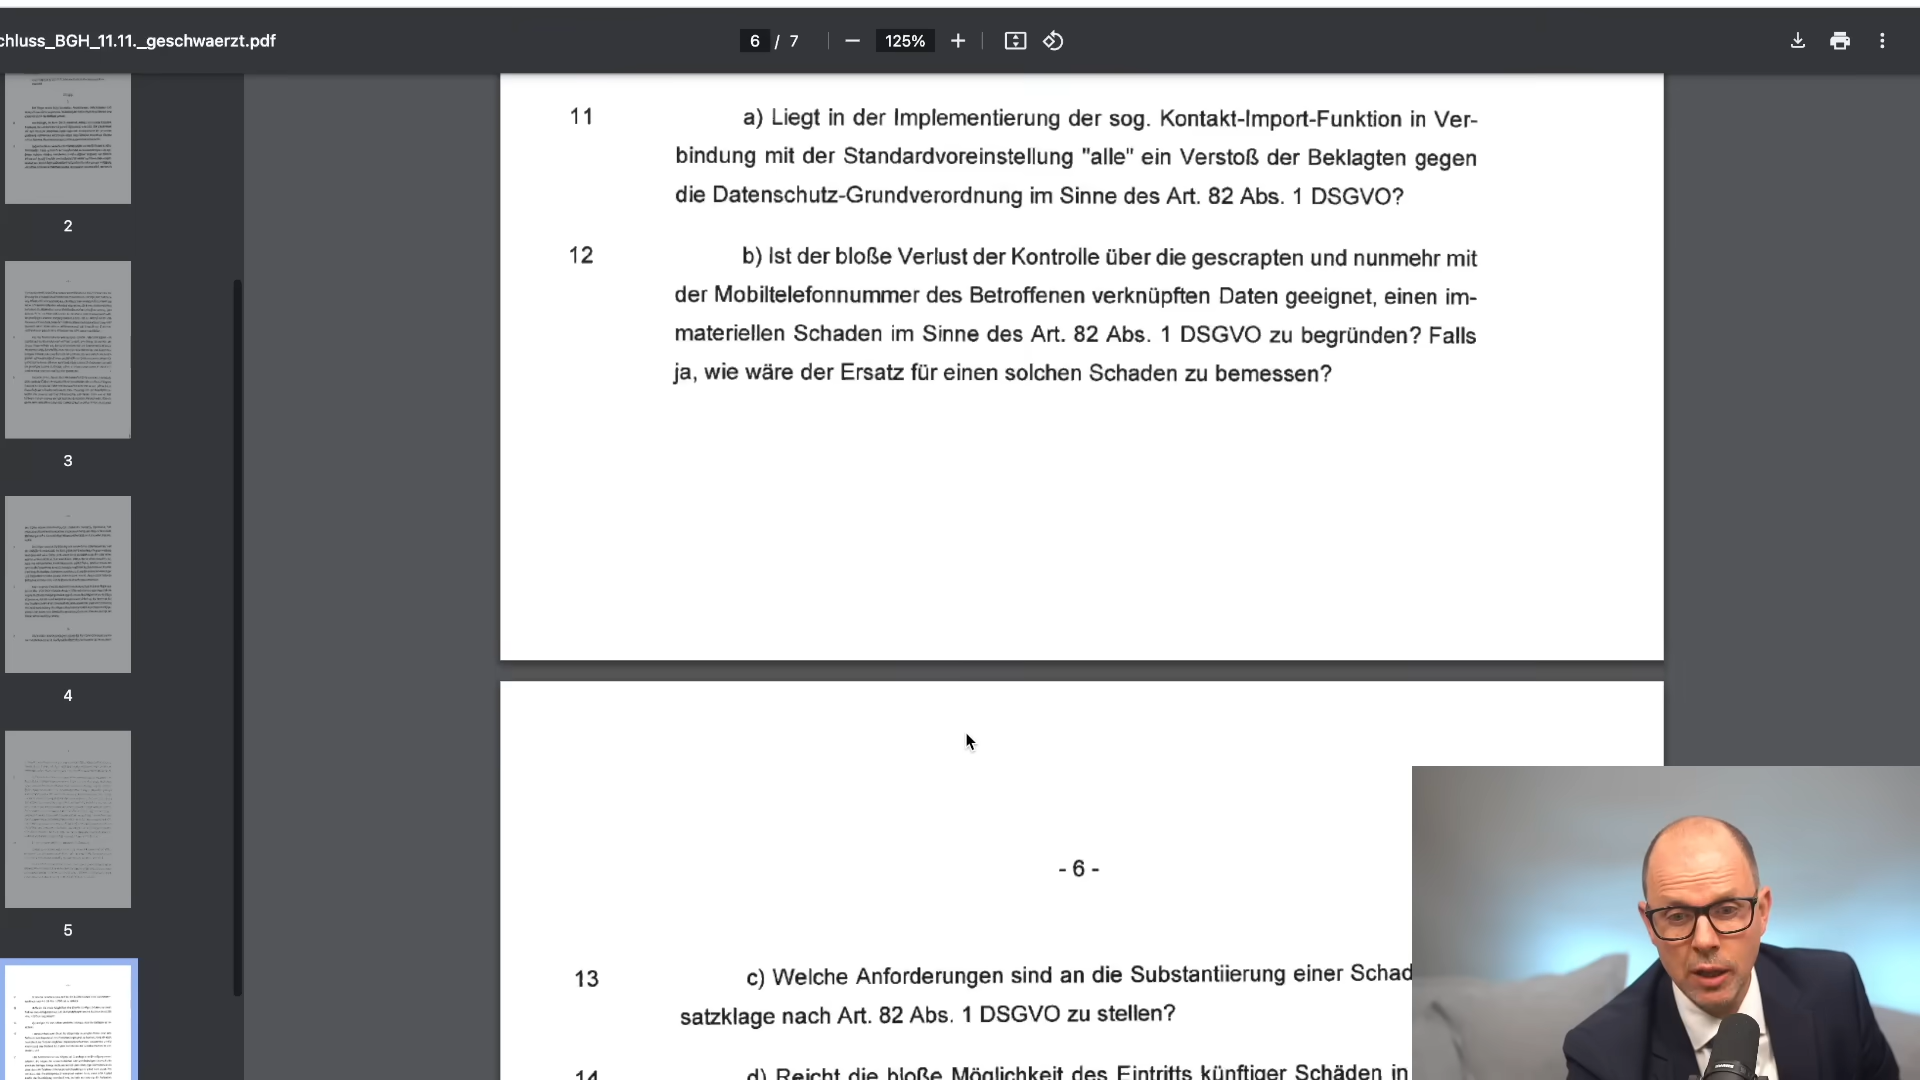 chluss_BGH_11.11._geschwaerzt.pdf
6 / 7
125%
11 a) Liegt in der Implementierung der sog. Kontakt-Import-Funktion in Ver-
bindung mit der Standardvoreinstellung "alle" ein Verstoß der Beklagten gegen
die Datenschutz-Grundverordnung im Sinne des Art. 82 Abs. 1 DSGVO?
12 b) Ist der bloße Verlust der Kontrolle über die gescrapten und nunmehr mit
der Mobiltelefonnummer des Betroffenen verknüpften Daten geeignet, einen im-
materiellen Schaden im Sinne des Art. 82 Abs. 1 DSGVO zu begründen? Falls
ja, wie wäre der Ersatz für einen solchen Schaden zu bemessen?
- 6 -
13 c) Welche Anforderungen sind an die Substantiierung einer Schad
satzklage nach Art. 82 Abs. 1 DSGVO zu stellen?
14 d) Reicht die bloße Möglichkeit des Eintritts künftiger Schäden in
2
3
4
5